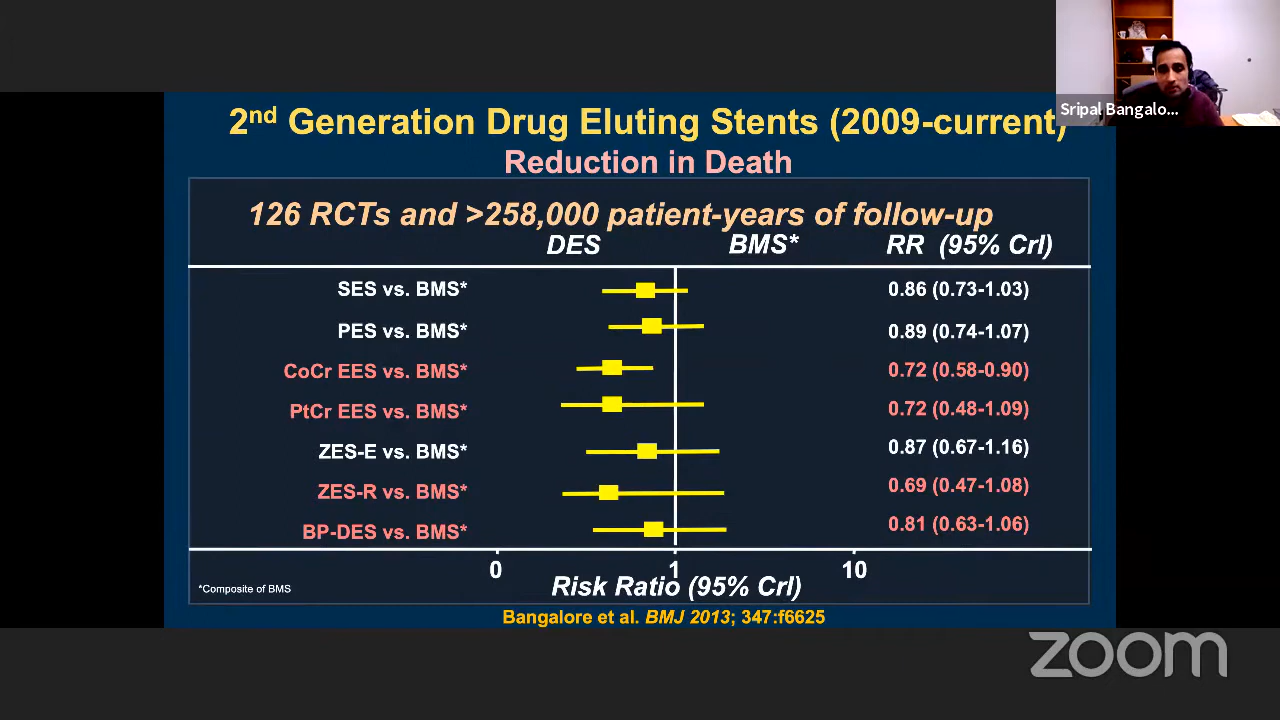 Sripal Bangalo...
2nd Generation Drug Eluting Stents (2009-current)
Reduction in Death
126 RCTs and >258,000 patient-years of follow-up
DES BMS* RR (95% CrI)
SES vs. BMS* 0.86 (0.73-1.03)
PES vs. BMS* 0.89 (0.74-1.07)
CoCr EES vs. BMS* 0.72 (0.58-0.90)
PtCr EES vs. BMS* 0.72 (0.48-1.09)
ZES-E vs. BMS* 0.87 (0.67-1.16)
ZES-R vs. BMS* 0.69 (0.47-1.08)
BP-DES vs. BMS* 0.81 (0.63-1.06)
0 1 10
Risk Ratio (95% CrI)
*Composite of BMS
Bangalore et al. BMJ 2013; 347:f6625
zoom